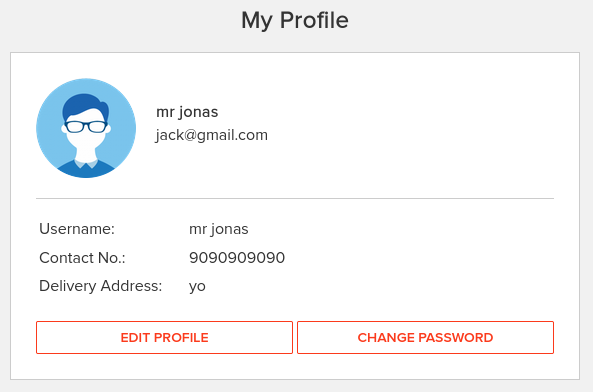 My Profile
mr jonas
jack@gmail.com
Username: mr jonas
Contact No.: 9090909090
Delivery Address: yo
EDIT PROFILE CHANGE PASSWORD